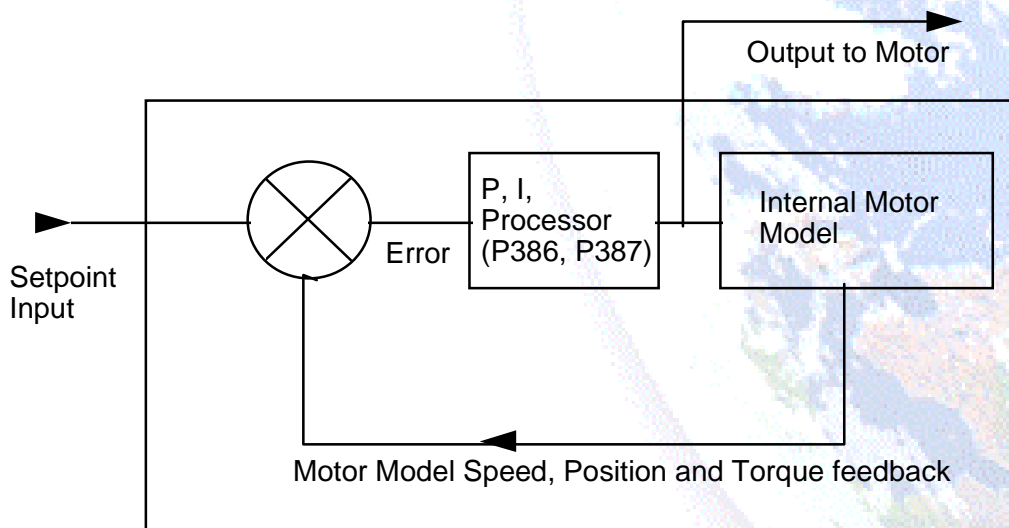 Output to Motor
P, I,
Processor
(P386, P387)
Internal Motor
Model
Error
Setpoint
Input
Motor Model Speed, Position and Torque feedback